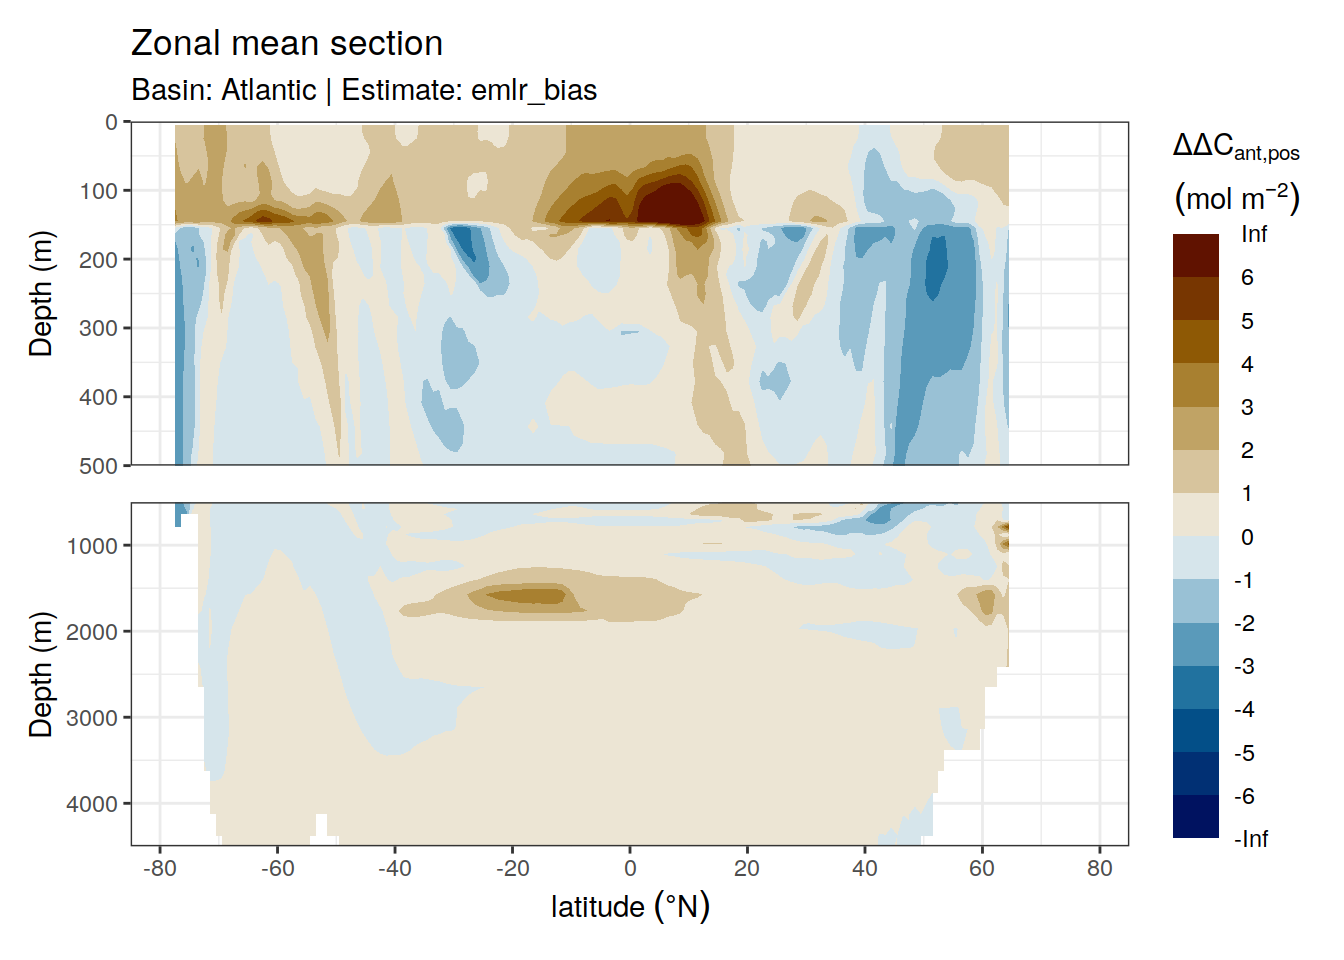 Zonal mean section
Basin: Atlantic | Estimate: emlr_bias
0
100
200
300
400
500
Depth (m)
1000
2000
3000
4000
Depth (m)
-80 -60 -40 -20 0 20 40 60 80
latitude (°N)
ΔΔCant,pos
(mol m−2)
Inf
6
5
4
3
2
1
0
-1
-2
-3
-4
-5
-6
-Inf